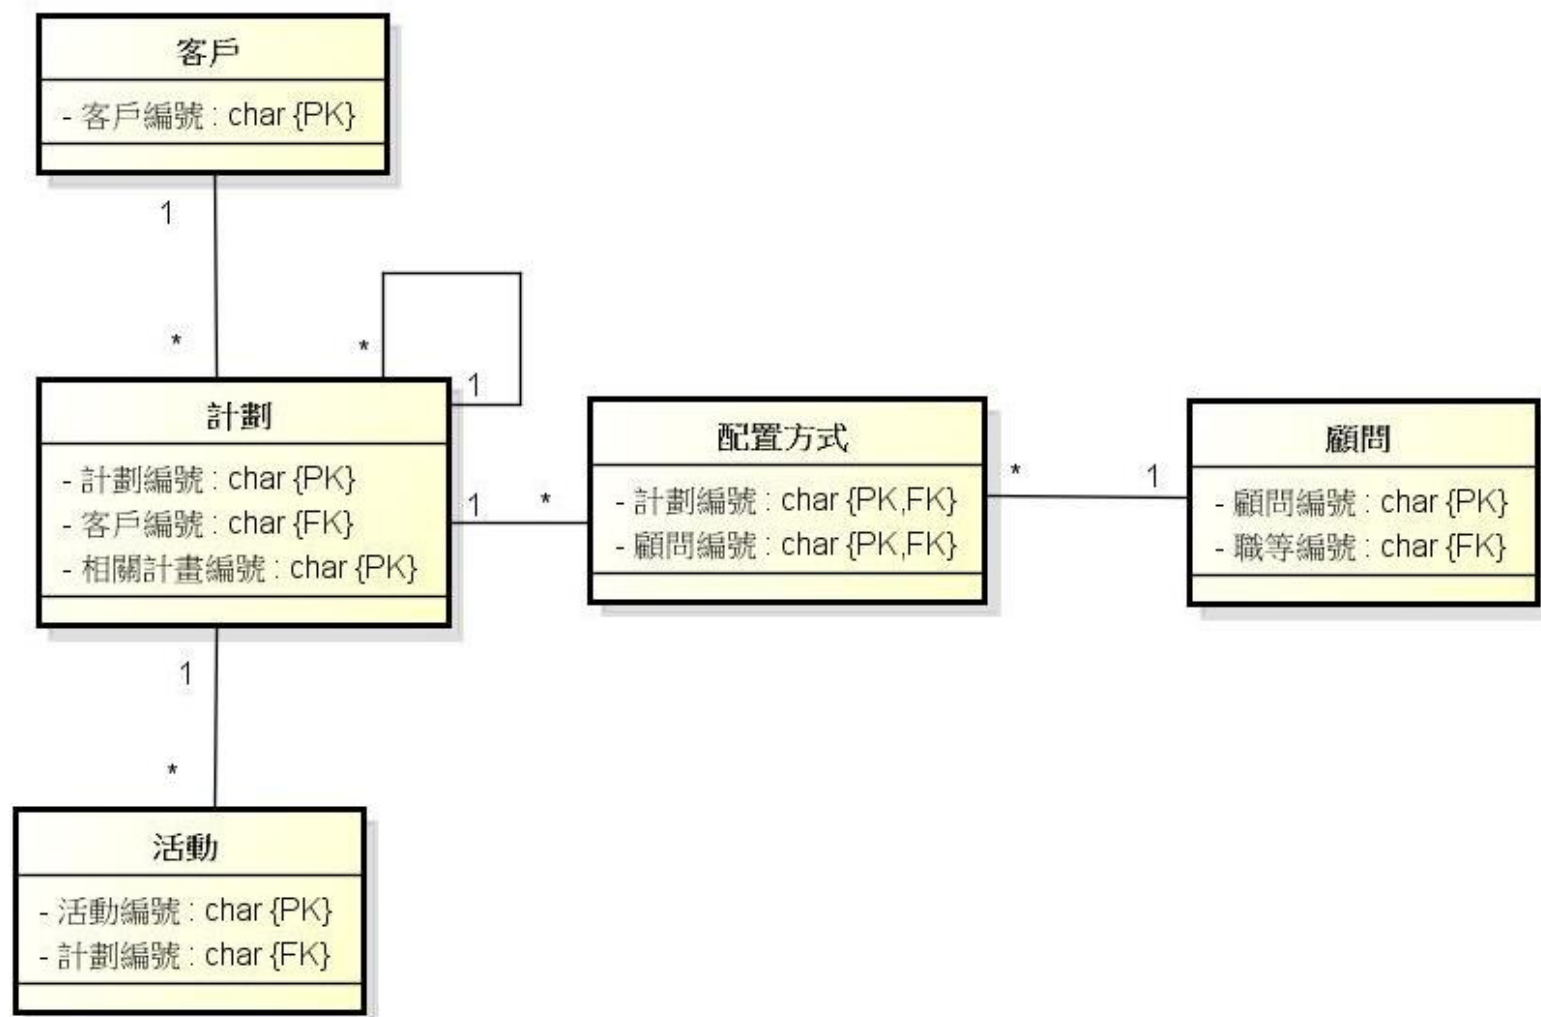 客戶
- 客戶編號 : char {PK}
1
*
*
1
計劃
- 計劃編號 : char {PK}
- 客戶編號 : char {FK}
- 相關計畫編號 : char {PK}
1
*
配置方式
- 計劃編號 : char {PK,FK}
- 顧問編號 : char {PK,FK}
*
1
顧問
- 顧問編號 : char {PK}
- 職等編號 : char {FK}
1
*
活動
- 活動編號 : char {PK}
- 計劃編號 : char {FK}